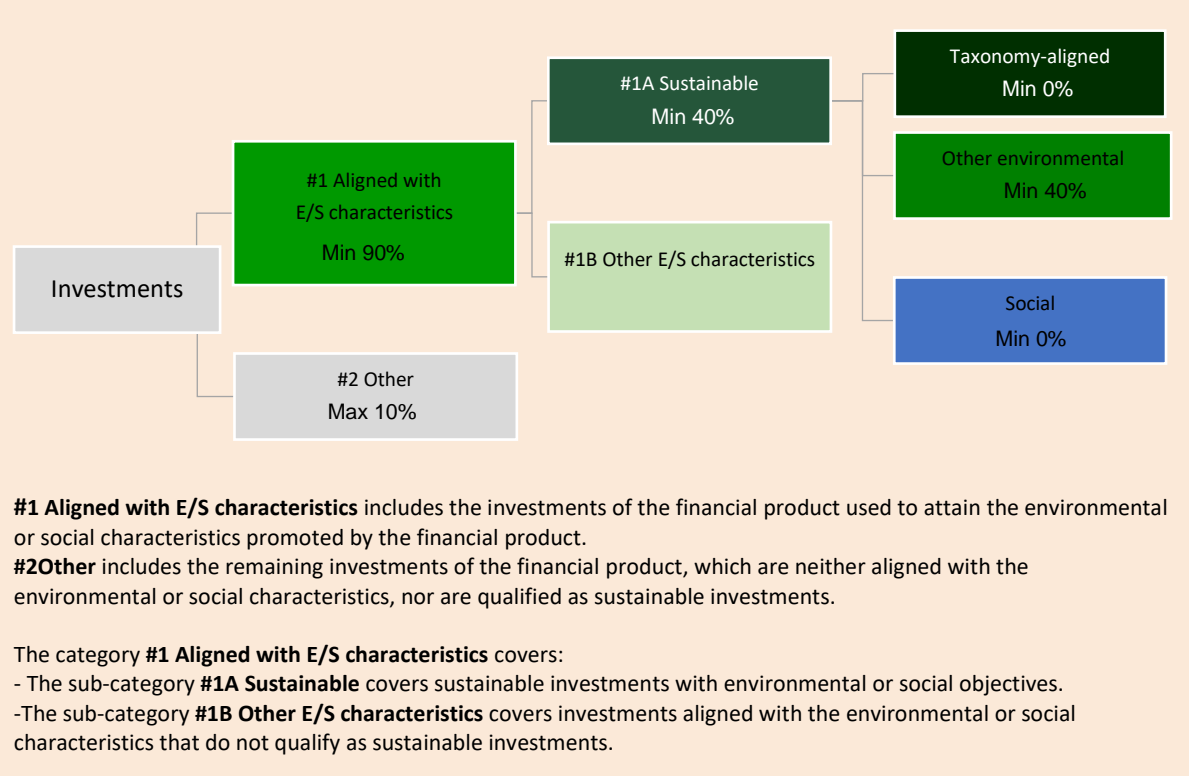 Investments
#1 Aligned with
E/S characteristics
Min 90%
#2 Other
Max 10%
#1A Sustainable
Min 40%
#1B Other E/S characteristics
Taxonomy-aligned
Min 0%
Other environmental
Min 40%
Social
Min 0%
#1 Aligned with E/S characteristics includes the investments of the financial product used to attain the environmental
or social characteristics promoted by the financial product.
#2Other includes the remaining investments of the financial product, which are neither aligned with the
environmental or social characteristics, nor are qualified as sustainable investments.
The category #1 Aligned with E/S characteristics covers:
- The sub-category #1A Sustainable covers sustainable investments with environmental or social objectives.
-The sub-category #1B Other E/S characteristics covers investments aligned with the environmental or social
characteristics that do not qualify as sustainable investments.